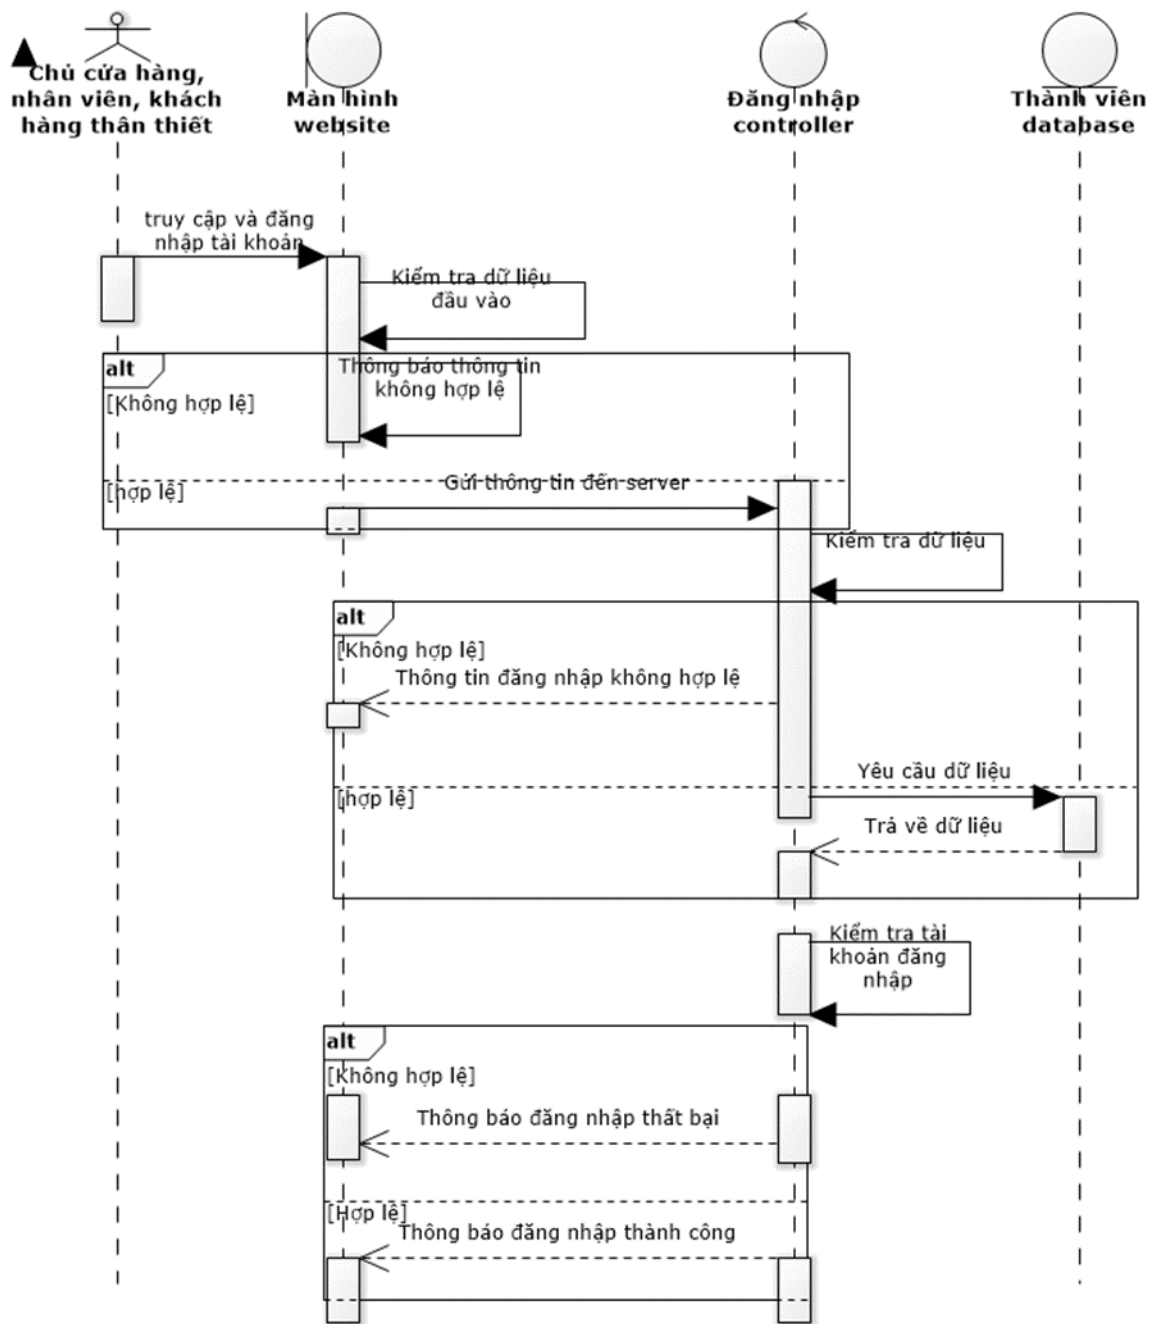 Chủ cửa hàng,
nhân viên, khách
hàng thân thiết
Màn hình
website
Đăng nhập
controller
Thành viên
database
truy cập và đăng
nhập tài khoản
Kiểm tra dữ liệu
đầu vào
alt
Thông báo thông tin
không hợp lệ
[Không hợp lệ]
Gửi thông tin đến server
[hợp lệ]
Kiểm tra dữ liệu
alt
[Không hợp lệ]
Thông tin đăng nhập không hợp lệ
Yêu cầu dữ liệu
[hợp lệ]
Trả về dữ liệu
Kiểm tra tài
khoản đăng
nhập
alt
[Không hợp lệ]
Thông báo đăng nhập thất bại
[Hợp lệ]
Thông báo đăng nhập thành công